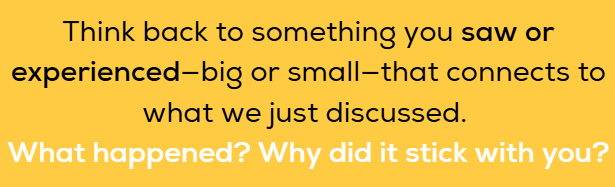 Think back to something you saw or
experienced—big or small—that connects to
what we just discussed.
What happened? Why did it stick with you?